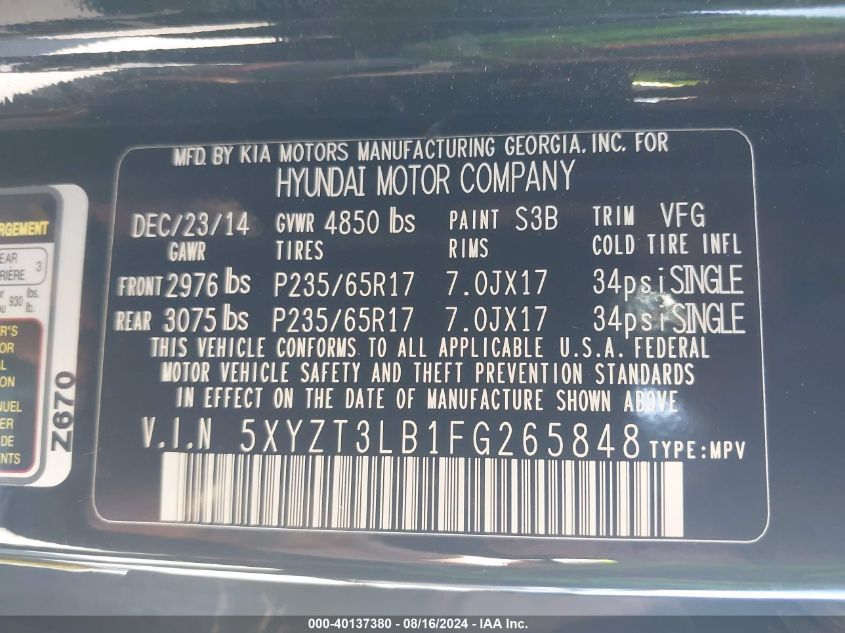 MFD. BY KIA MOTORS MANUFACTURING GEORGIA, INC. FOR
HYUNDAI MOTOR COMPANY
DEC/23/14 GVWR 4850 lbs PAINT S3B TRIM VFG
GAWR TIRES RIMS COLD TIRE INFL
FRONT 2976 lbs P235/65R17 7.0JX17 34psi SINGLE
REAR 3075 lbs P235/65R17 7.0JX17 34psi SINGLE
THIS VEHICLE CONFORMS TO ALL APPLICABLE U.S.A. FEDERAL
MOTOR VEHICLE SAFETY AND THEFT PREVENTION STANDARDS
IN EFFECT ON THE DATE OF MANUFACTURE SHOWN ABOVE
V.I.N 5XYZT3LB1FG265848 TYPE:MPV
3
930 lbs.
lb.
Z670
000-40137380 - 08/16/2024 - IAA Inc.